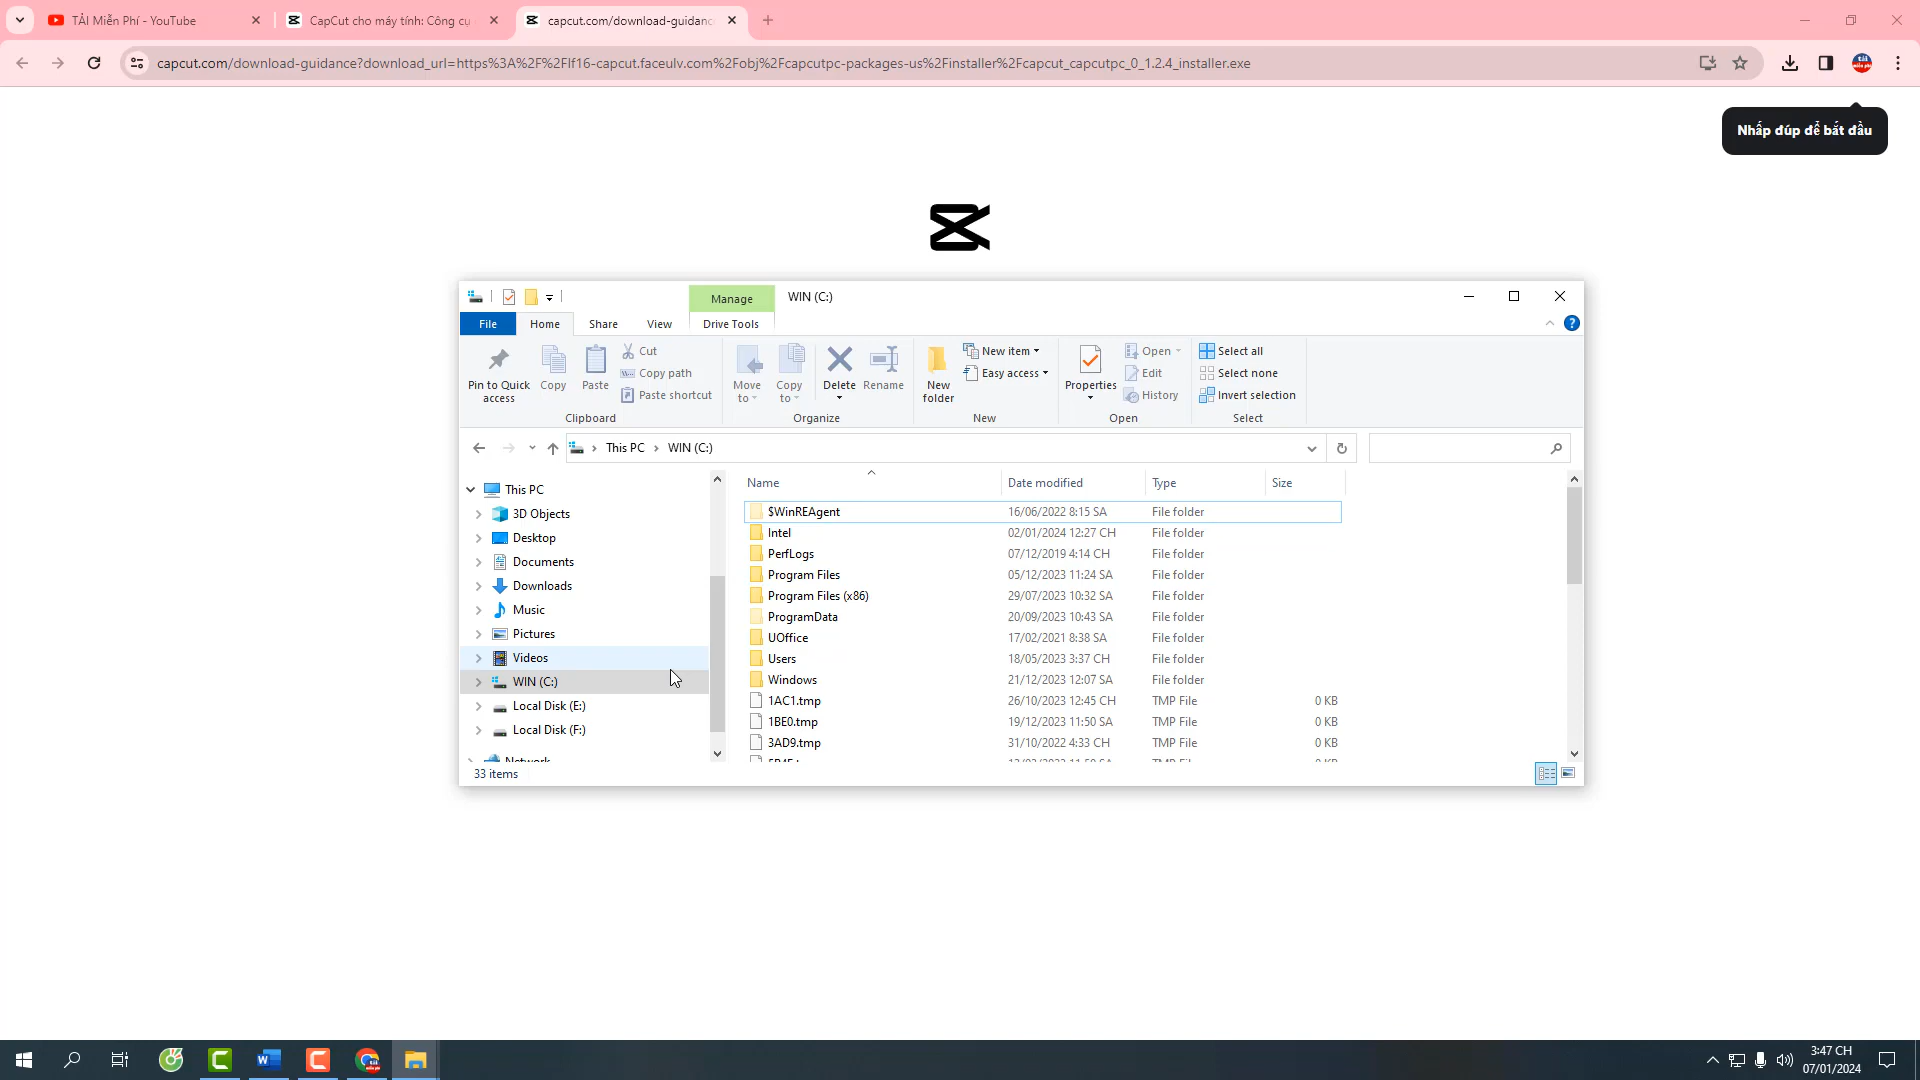 TẢI Miễn Phí - YouTube
CapCut cho máy tính: Công cụ
capcut.com/download-guidanc
capcut.com/download-guidance?download_url=https%3A%2F%2Flf16-capcut.faceulv.com%2Fobj%2Fcapcutpc-packages-us%2Finstaller%2Fcapcut_capcutpc_0_1.2.4_installer.exe
Nhấp đúp để bắt đầu
Manage
WIN (C:)
File
Home
Share
View
Drive Tools
Pin to Quick access
Copy
Paste
Cut
Copy path
Paste shortcut
Clipboard
Move to
Copy to
Delete
Rename
Organize
New folder
New item
Easy access
New
Properties
Open
Edit
History
Open
Select all
Select none
Invert selection
Select
This PC
WIN (C:)
This PC
3D Objects
Desktop
Documents
Downloads
Music
Pictures
Videos
WIN (C:)
Local Disk (E:)
Local Disk (F:)
Network
Name Date modified Type Size
$WinREAgent 16/06/2022 8:15 SA File folder
Intel 02/01/2024 12:27 CH File folder
PerfLogs 07/12/2019 4:14 CH File folder
Program Files 05/12/2023 11:24 SA File folder
Program Files (x86) 29/07/2023 10:32 SA File folder
ProgramData 20/09/2023 10:43 SA File folder
UOffice 17/02/2021 8:38 SA File folder
Users 18/05/2023 3:37 CH File folder
Windows 21/12/2023 12:07 SA File folder
1AC1.tmp 26/10/2023 12:45 CH TMP File 0 KB
1BE0.tmp 19/12/2023 11:50 SA TMP File 0 KB
3AD9.tmp 31/10/2022 4:33 CH TMP File 0 KB
33 items
3:47 CH
07/01/2024